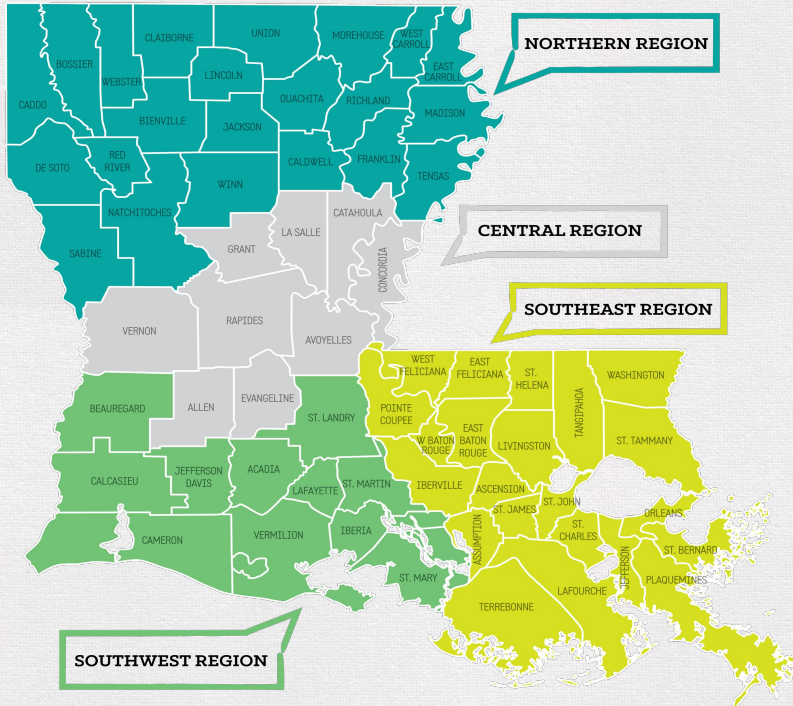 CLAIBORNE
UNION
MOREHOUSE
WEST
CARROLL
NORTHERN REGION
BOSSIER
WEBSTER
LINCOLN
EAST
CARROLL
CADDO
OUACHITA
RICHLAND
MADISON
BIENVILLE
JACKSON
DE SOTO
RED
RIVER
CALDWELL
FRANKLIN
TENSAS
WINN
NATCHITOCHES
CATAHOULA
LA SALLE
CENTRAL REGION
SABINE
GRANT
CONCORDIA
SOUTHEAST REGION
VERNON
RAPIDES
AVOYELLES
WEST
FELICIANA
EAST
FELICIANA
ST.
HELENA
WASHINGTON
TANGIPAHOA
BEAUREGARD
ALLEN
EVANGELINE
ST. LANDRY
POINTE
COUPEE
W BATON
ROUGE
EAST
BATON
ROUGE
LIVINGSTON
ST. TAMMANY
CALCASIEU
JEFFERSON
DAVIS
ACADIA
LAFAYETTE
ST. MARTIN
IBERVILLE
ASCENSION
ST. JAMES
ST. JOHN
ORLEANS
CAMERON
VERMILION
IBERIA
ASSUMPTION
ST.
CHARLES
JEFFERSON
ST. BERNARD
ST. MARY
PLAQUEMINES
TERREBONNE
LAFOURCHE
SOUTHWEST REGION